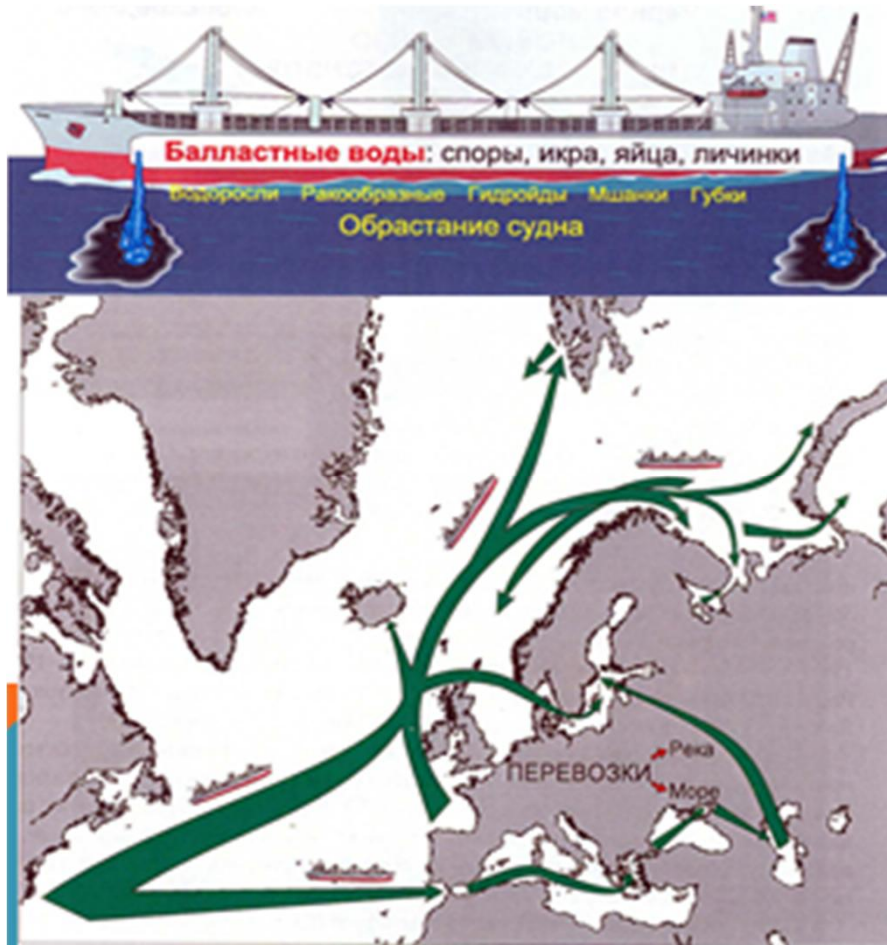 Балластные воды: споры, икра, яйца, личинки
Водоросли Ракообразные Гидройды Мшанки Губки
Обрастание судна
Река
ПЕРЕВОЗКИ
Море